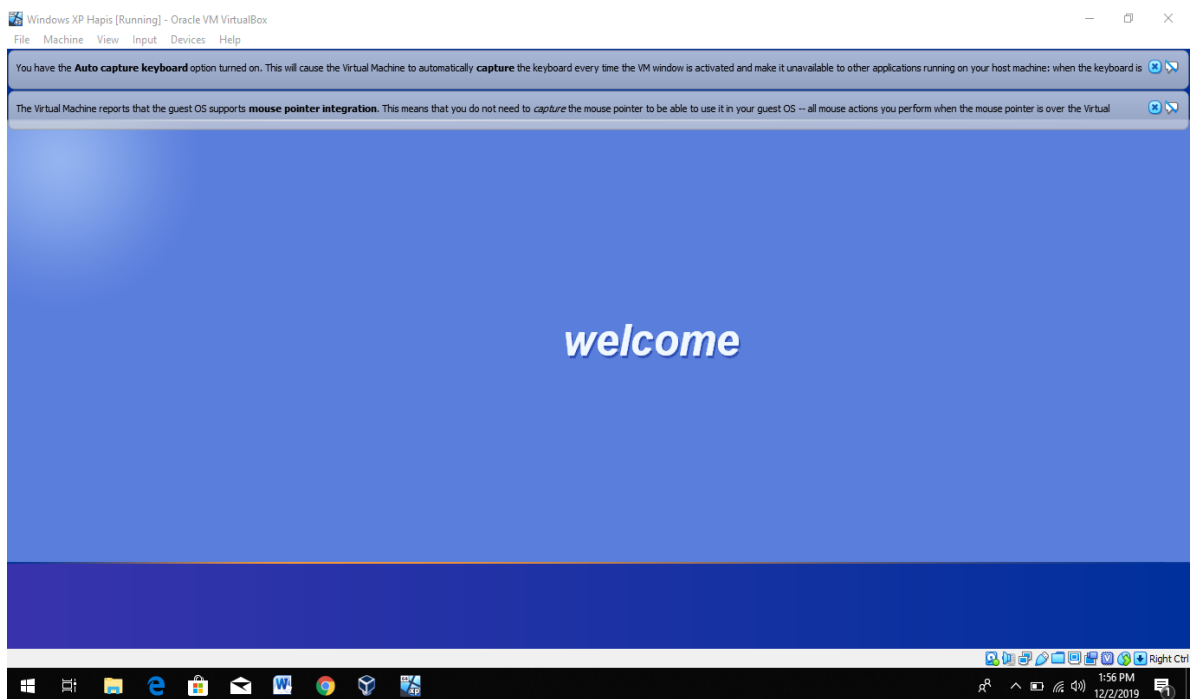 Windows XP Hapis [Running] - Oracle VM VirtualBox
File Machine View Input Devices Help
You have the Auto capture keyboard option turned on. This will cause the Virtual Machine to automatically capture the keyboard every time the VM window is activated and make it unavailable to other applications running on your host machine: when the keyboard is
The Virtual Machine reports that the guest OS supports mouse pointer integration. This means that you do not need to capture the mouse pointer to be able to use it in your guest OS -- all mouse actions you perform when the mouse pointer is over the Virtual
welcome
Right Ctrl
1:56 PM
12/2/2019